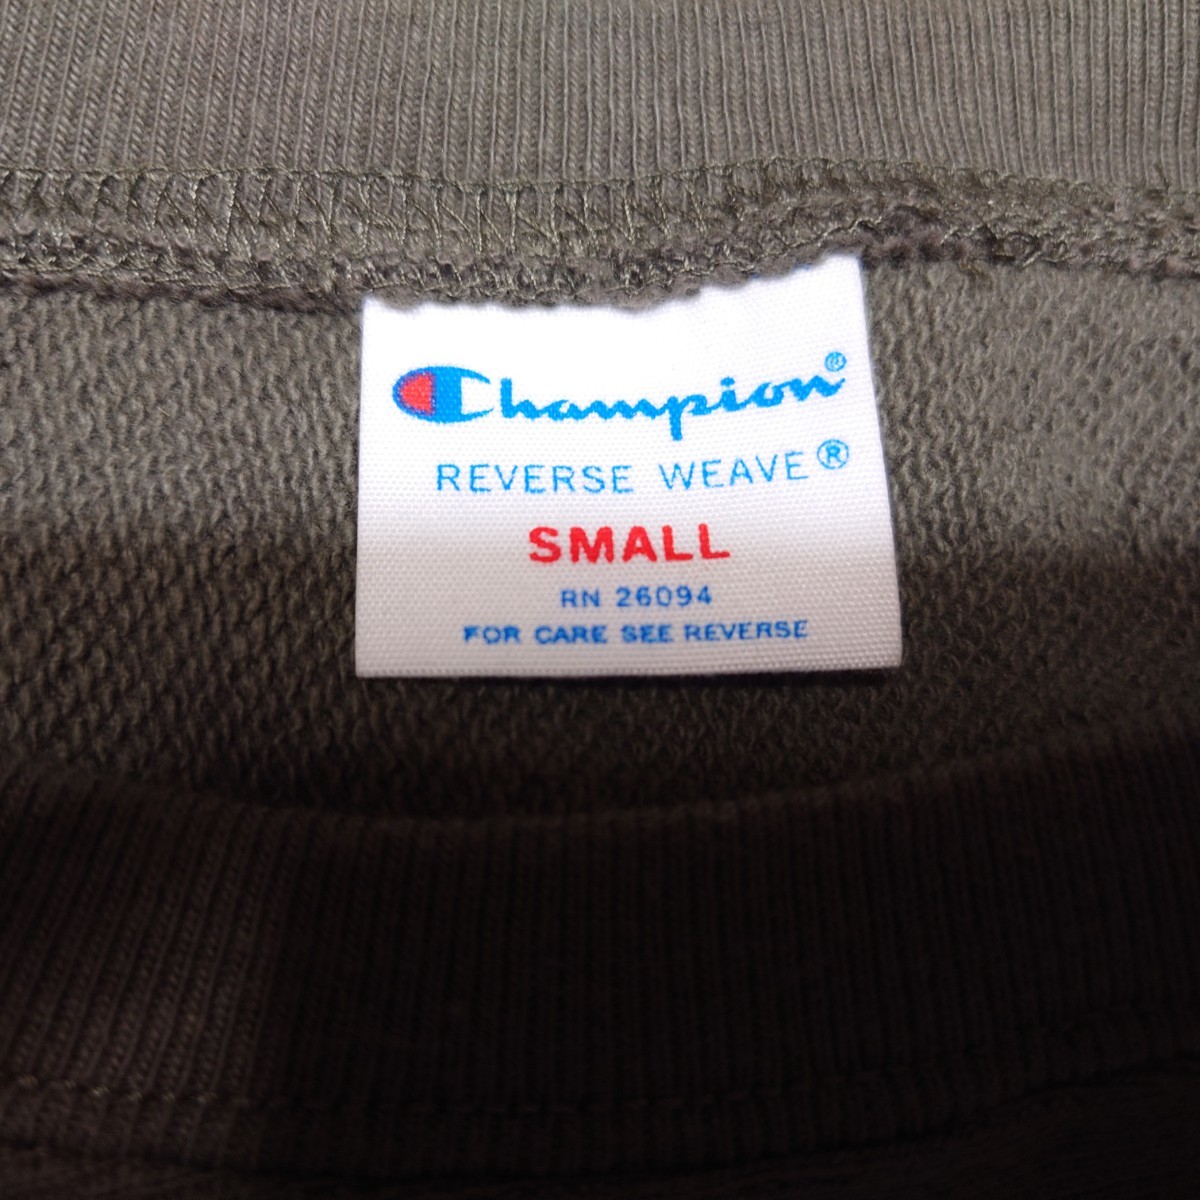 Champion®
REVERSE WEAVE®
SMALL
RN 26094
FOR CARE SEE REVERSE